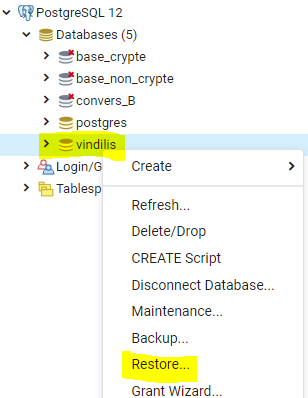 PostgreSQL 12
Databases (5)
base_crypte
base_non_crypte
convers_B
postgres
vindilis
Login/G
Tablesp
Create
Refresh...
Delete/Drop
CREATE Script
Disconnect Database...
Maintenance...
Backup...
Restore...
Grant Wizard...